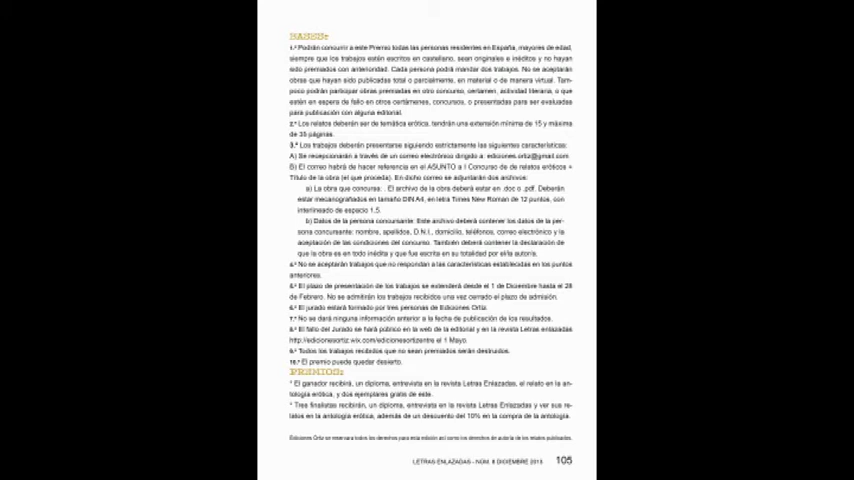 BASES:
1.ª Podrán concurrir a este Premio todas las personas residentes en España, mayores de edad,
siempre que los trabajos estén escritos en castellano, sean originales e inéditos y no hayan
sido premiados con anterioridad. Cada persona podrá mandar dos trabajos. No se aceptarán
obras que hayan sido publicadas total o parcialmente, en material o de manera virtual. Tam-
poco podrán participar obras premiadas en otro concurso, certamen, actividad literaria, o que
estén en espera de fallo en otros certámenes, concursos, o presentadas para ser evaluadas
para publicación con alguna editorial.
2.ª Los relatos deberán ser de temática erótica, tendrán una extensión mínima de 15 y máxima
de 35 páginas.
3.ª Los trabajos deberán presentarse siguiendo estrictamente las siguientes características:
A) Se recepcionarán a través de un correo electrónico dirigido a: ediciones.ortiz@gmail.com
B) El correo habrá de hacer referencia en el ASUNTO a I Concurso de de relatos eróticos +
Título de la obra (el que proceda). En dicho correo se adjuntarán dos archivos:
a) La obra que concursa: . El archivo de la obra deberá estar en .doc o .pdf. Deberán
estar mecanografiados en tamaño DIN A4, en letra Times New Roman de 12 puntos, con
interlineado de espacio 1,5.
b) Datos de la persona concursante: Este archivo deberá contener los datos de la per-
sona concursante: nombre, apellidos, D.N.I., domicilio, teléfonos, correo electrónico y la
aceptación de las condiciones del concurso. También deberá contener la declaración de
que la obra es en todo inédita y que fue escrita en su totalidad por el/la autor/a.
4.ª No se aceptarán trabajos que no respondan a las características establecidas en los puntos
anteriores.
5.ª El plazo de presentación de los trabajos se extenderá desde el 1 de Diciembre hasta el 28
de Febrero. No se admitirán los trabajos recibidos una vez cerrado el plazo de admisión.
6.ª El jurado estará formado por tres personas de Ediciones Ortiz.
7.ª No se dará ninguna información anterior a la fecha de publicación de los resultados.
8.ª El fallo del Jurado se hará público en la web de la editorial y en la revista Letras enlazadas
http://edicionesortiz.wix.com/edicionesortizentre el 1 Mayo.
9.ª Todos los trabajos recibidos que no sean premiados serán destruidos.
10.ª El premio puede quedar desierto.
PREMIOS:
* El ganador recibirá, un diploma, entrevista en la revista Letras Enlazadas, el relato en la an-
tología erótica, y dos ejemplares gratis de este.
* Tres finalistas recibirán, un diploma, entrevista en la revista Letras Enlazadas y ver sus re-
latos en la antología erótica, además de un descuento del 10% en la compra de la antología.
Ediciones Ortiz se reservara todos los derechos para esta edición así como los derechos de autoría de los relatos publicados.
LETRAS ENLAZADAS – NÚM. 8 DICIEMBRE 2015 105